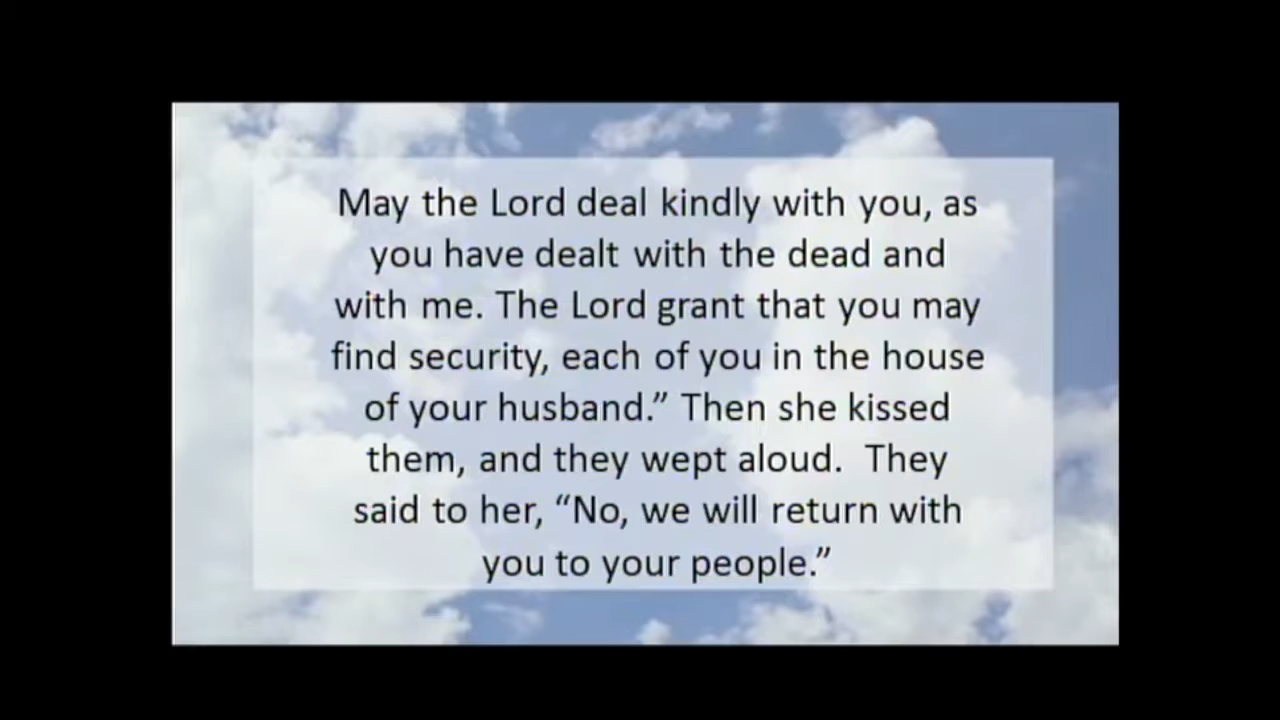 May the Lord deal kindly with you, as
you have dealt with the dead and
with me. The Lord grant that you may
find security, each of you in the house
of your husband.” Then she kissed
them, and they wept aloud.  They
said to her, “No, we will return with
you to your people.”